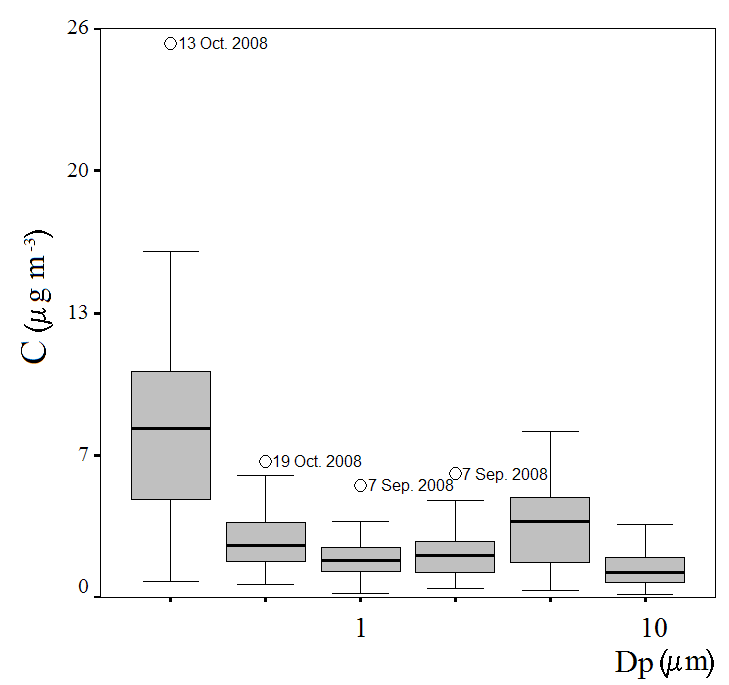 26
13 Oct. 2008
20
13
C (μg m⁻³)
7
19 Oct. 2008
7 Sep. 2008
7 Sep. 2008
0
1
10
Dp (μm)